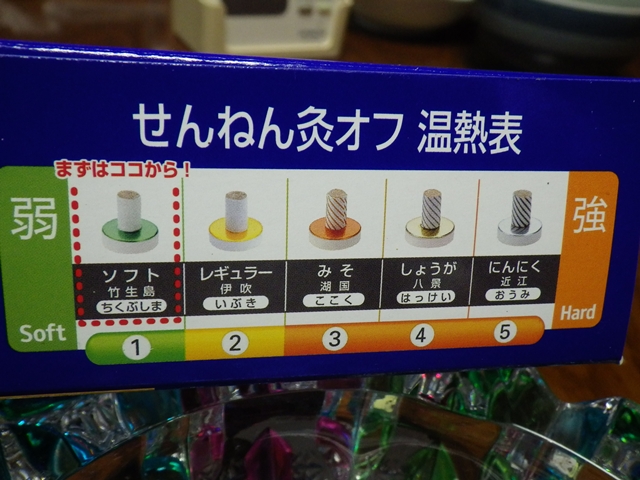 せんねん灸オフ 温熱表
まずはココから！
弱
Soft
ソフト
竹生島
ちくぶしま
1
レギュラー
伊吹
いぶき
2
みそ
湖国
ここく
3
しょうが
八景
はっけい
4
にんにく
近江
おうみ
5
強
Hard